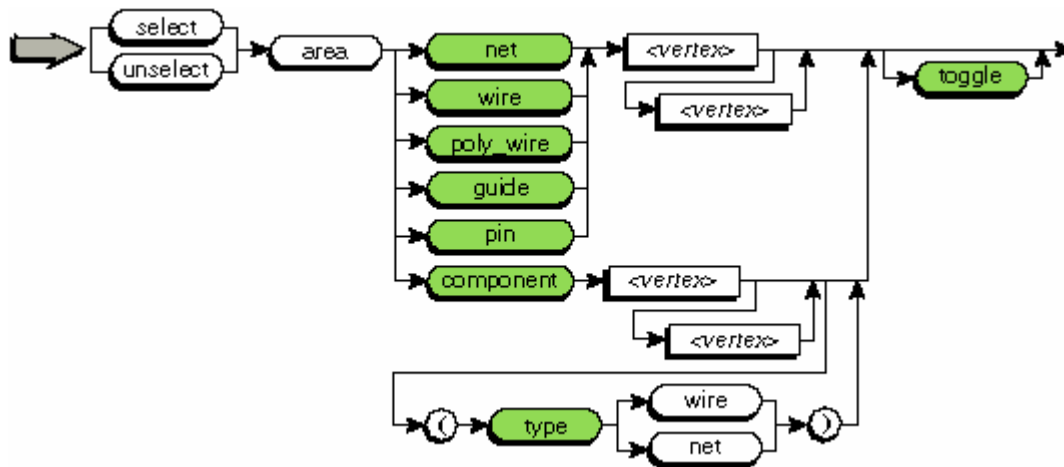 select
unselect
area
net
<vertex>
toggle
wire
<vertex>
poly_wire
guide
pin
component
<vertex>
<vertex>
( type wire )
net